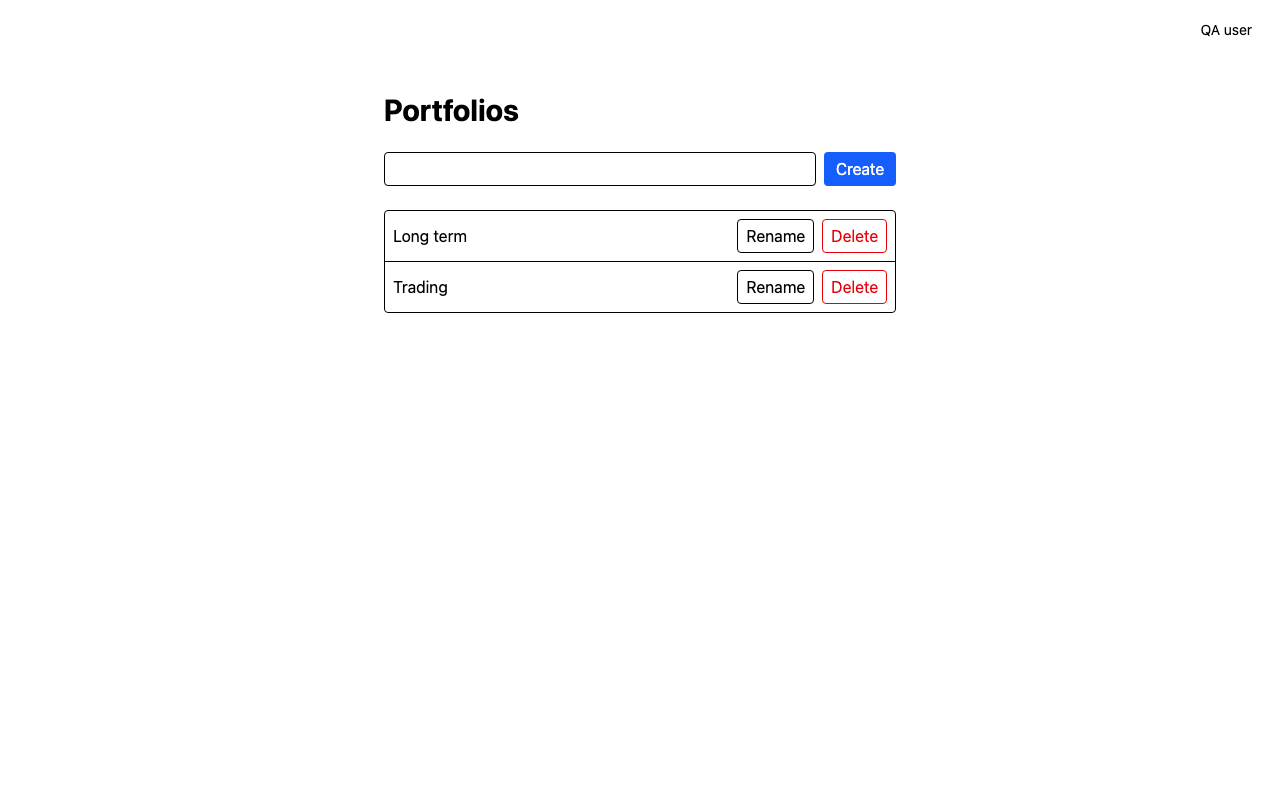 QA user
Portfolios
Create
Long term Rename Delete
Trading Rename Delete